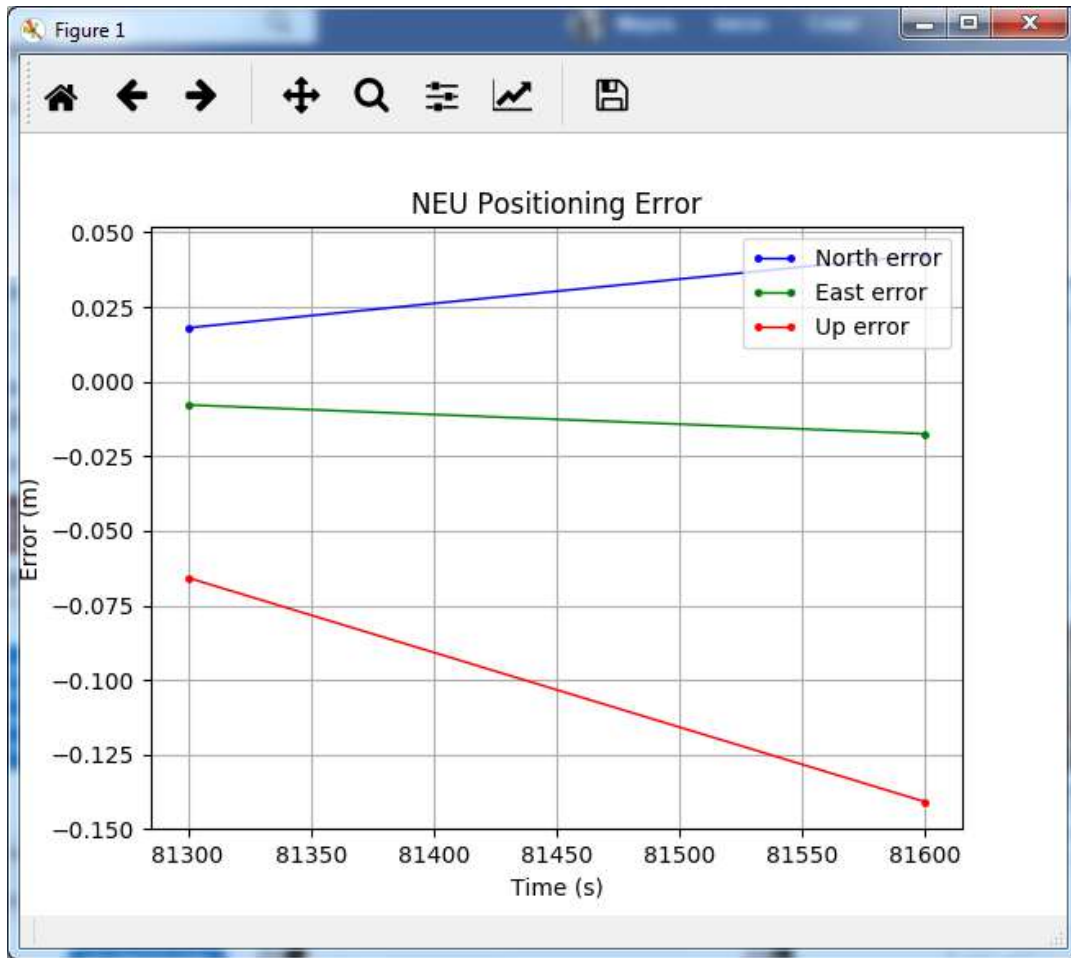 Figure 1
NEU Positioning Error
0.050
0.025
0.000
−0.025
−0.050
−0.075
−0.100
−0.125
−0.150
Error (m)
North error
East error
Up error
81300 81350 81400 81450 81500 81550 81600
Time (s)